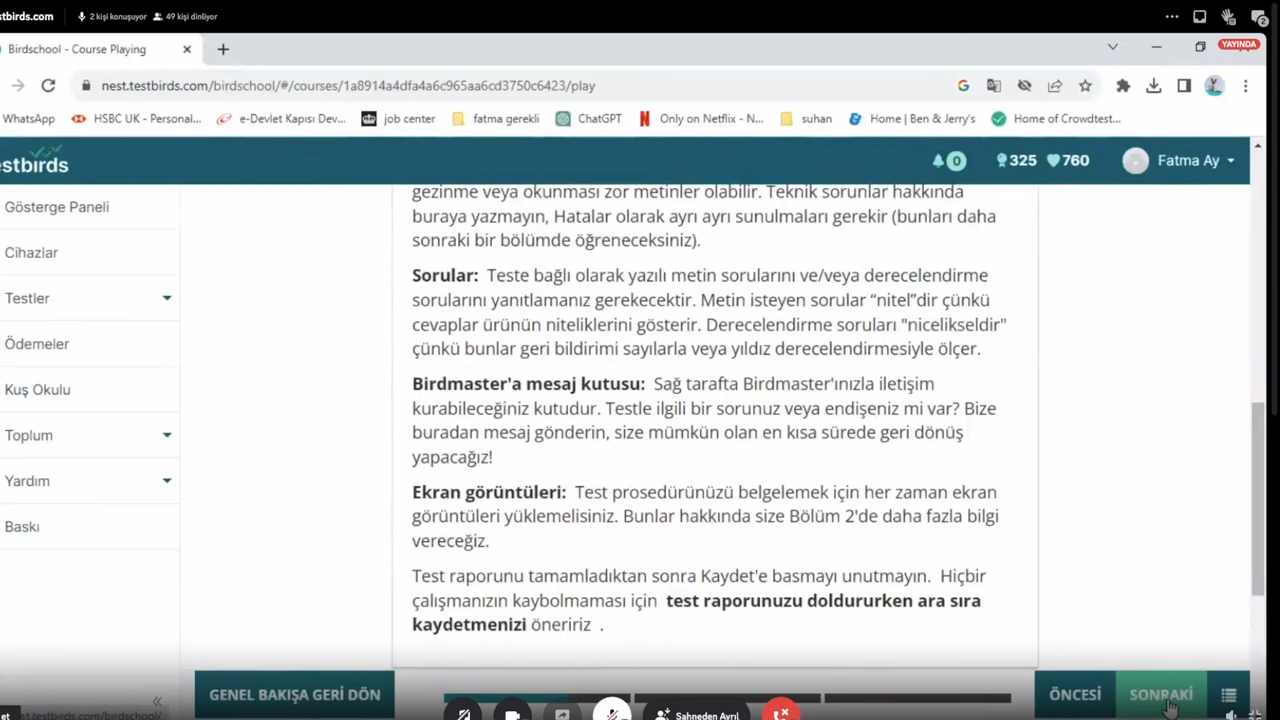 stbirds.com
2 kişi konuşuyor
49 kişi dinliyor
2
Birdschool - Course Playing
YAYINDA
nest.testbirds.com/birdschool/#/courses/1a8914a4dfa4a6c965aa6cd3750c6423/play
WhatsApp
HSBC UK - Personal...
e-Devlet Kapısı Dev...
job center
fatma gerekli
ChatGPT
Only on Netflix - N...
suhan
Home | Ben & Jerry's
Home of Crowdtest...
estbirds
0
325
760
Fatma Ay
Gösterge Paneli
Cihazlar
Testler
Ödemeler
Kuş Okulu
Toplum
Yardım
Baskı
gezinme veya okunması zor metinler olabilir. Teknik sorunlar hakkında
buraya yazmayın, Hatalar olarak ayrı ayrı sunulmaları gerekir (bunları daha
sonraki bir bölümde öğreneceksiniz).
Sorular: Teste bağlı olarak yazılı metin sorularını ve/veya derecelendirme
sorularını yanıtlamanız gerekecektir. Metin isteyen sorular “nitel”dir çünkü
cevaplar ürünün niteliklerini gösterir. Derecelendirme soruları "nicelikseldir"
çünkü bunlar geri bildirimi sayılarla veya yıldız derecelendirmesiyle ölçer.
Birdmaster'a mesaj kutusu: Sağ tarafta Birdmaster'ınızla iletişim
kurabileceğiniz kutudur. Testle ilgili bir sorunuz veya endişeniz mi var? Bize
buradan mesaj gönderin, size mümkün olan en kısa sürede geri dönüş
yapacağız!
Ekran görüntüleri: Test prosedürünüzü belgelemek için her zaman ekran
görüntüleri yüklemelisiniz. Bunlar hakkında size Bölüm 2'de daha fazla bilgi
vereceğiz.
Test raporunu tamamladıktan sonra Kaydet'e basmayı unutmayın. Hiçbir
çalışmanızın kaybolmaması için test raporunuzu doldururken ara sıra
kaydetmenizi öneririz .
GENEL BAKIŞA GERİ DÖN
ÖNCESİ
SONRAKİ
Sahneden Ayrıl